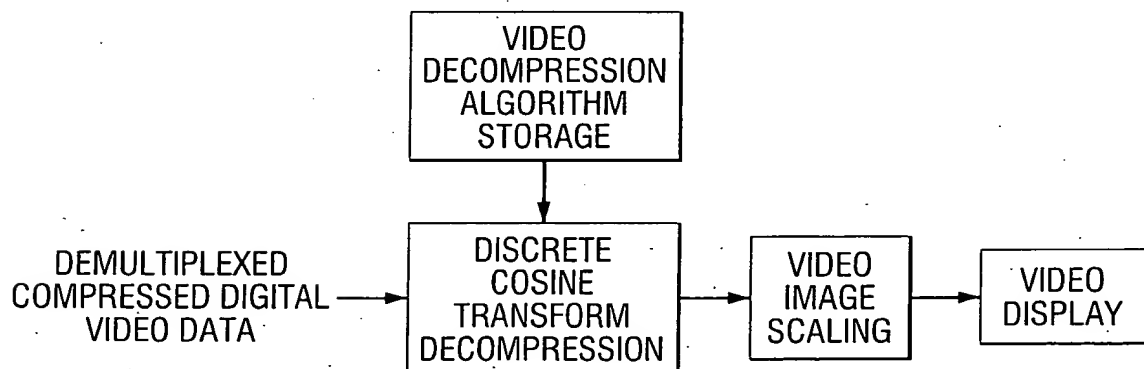 VIDEO
DECOMPRESSION
ALGORITHM
STORAGE
DEMULTIPLEXED
COMPRESSED DIGITAL
VIDEO DATA
DISCRETE
COSINE
TRANSFORM
DECOMPRESSION
VIDEO
IMAGE
SCALING
VIDEO
DISPLAY